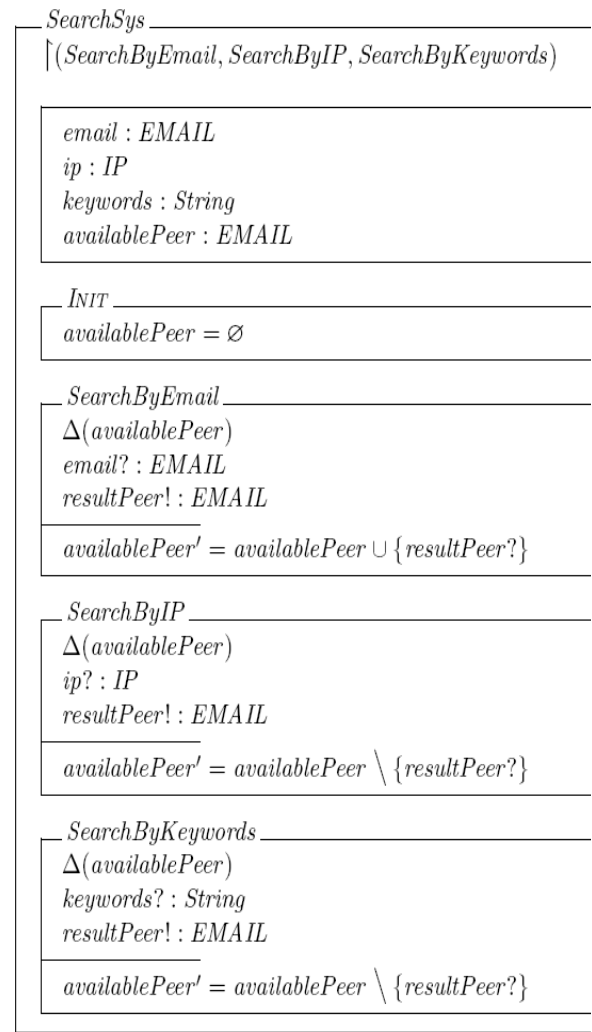 SearchSys
↾(SearchByEmail, SearchByIP, SearchByKeywords)
email : EMAIL
ip : IP
keywords : String
availablePeer : EMAIL
INIT
availablePeer = ∅
SearchByEmail
Δ(availablePeer)
email? : EMAIL
resultPeer! : EMAIL
availablePeer′ = availablePeer ∪ {resultPeer?}
SearchByIP
Δ(availablePeer)
ip? : IP
resultPeer! : EMAIL
availablePeer′ = availablePeer \ {resultPeer?}
SearchByKeywords
Δ(availablePeer)
keywords? : String
resultPeer! : EMAIL
availablePeer′ = availablePeer \ {resultPeer?}